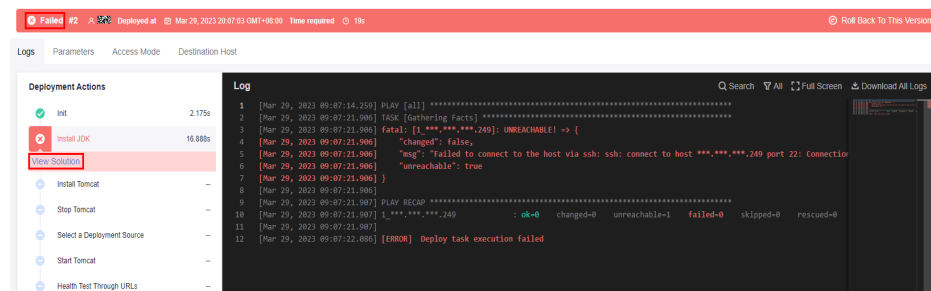 Failed #2 Deployed at Mar 29, 2023 20:07:03 GMT+08:00 Time required 19s Roll Back To This Version
Logs Parameters Access Mode Destination Host
Deployment Actions
Init 2.175s
Install JDK 16.888s
View Solution
Install Tomcat --
Stop Tomcat --
Select a Deployment Source --
Start Tomcat --
Health Test Through URLs --
Log Search All Full Screen Download All Logs
1 [Mar 29, 2023 09:07:14.259] PLAY [all] *********************************************************************
2 [Mar 29, 2023 09:07:21.906] TASK [Gathering Facts] *********************************************************
3 [Mar 29, 2023 09:07:21.906] fatal: [1_***.***.***.249]: UNREACHABLE! => {
4 [Mar 29, 2023 09:07:21.906] "changed": false,
5 [Mar 29, 2023 09:07:21.906] "msg": "Failed to connect to the host via ssh: ssh: connect to host ***.***.***.249 port 22: Connection
6 [Mar 29, 2023 09:07:21.906] "unreachable": true
7 [Mar 29, 2023 09:07:21.906] }
8 [Mar 29, 2023 09:07:21.906]
9 [Mar 29, 2023 09:07:21.907] PLAY RECAP *********************************************************************
10 [Mar 29, 2023 09:07:21.907] 1_***.***.***.249 : ok=0 changed=0 unreachable=1 failed=0 skipped=0 rescued=0
11 [Mar 29, 2023 09:07:21.907]
12 [Mar 29, 2023 09:07:22.086] [ERROR] Deploy task execution failed